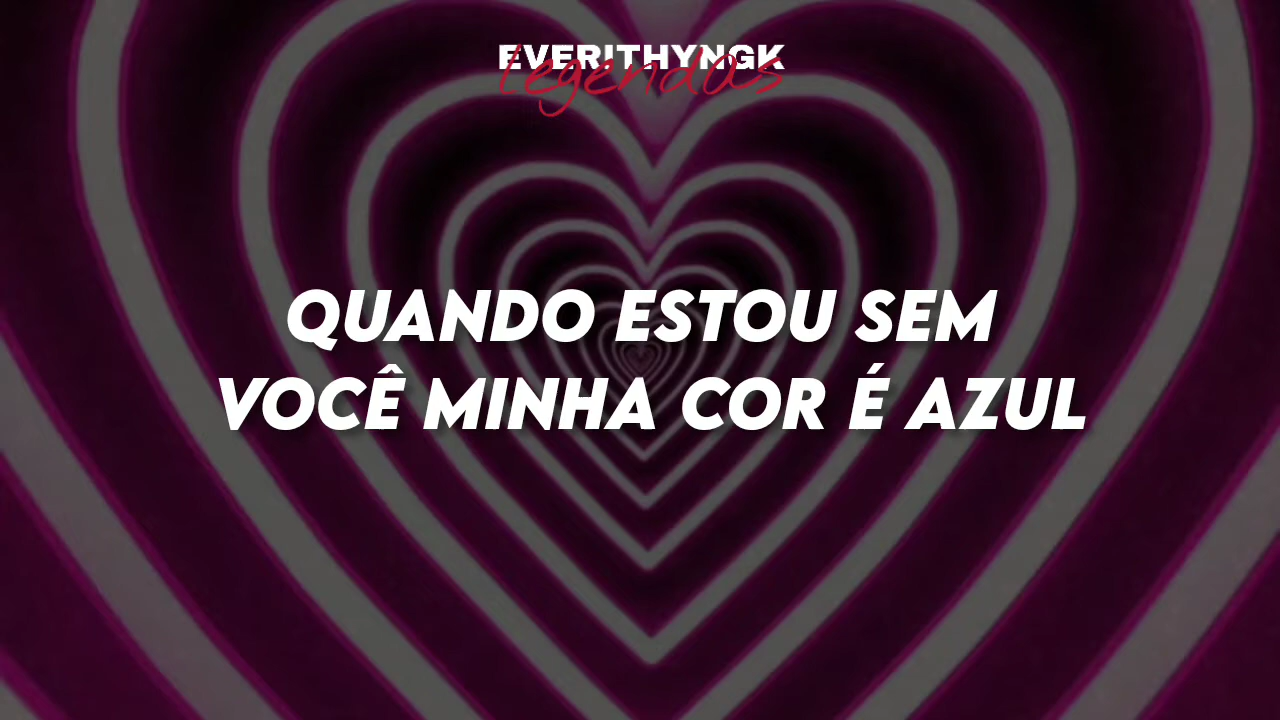 EVERITHYNGK
legendas
QUANDO ESTOU SEM
VOCÊ MINHA COR É AZUL